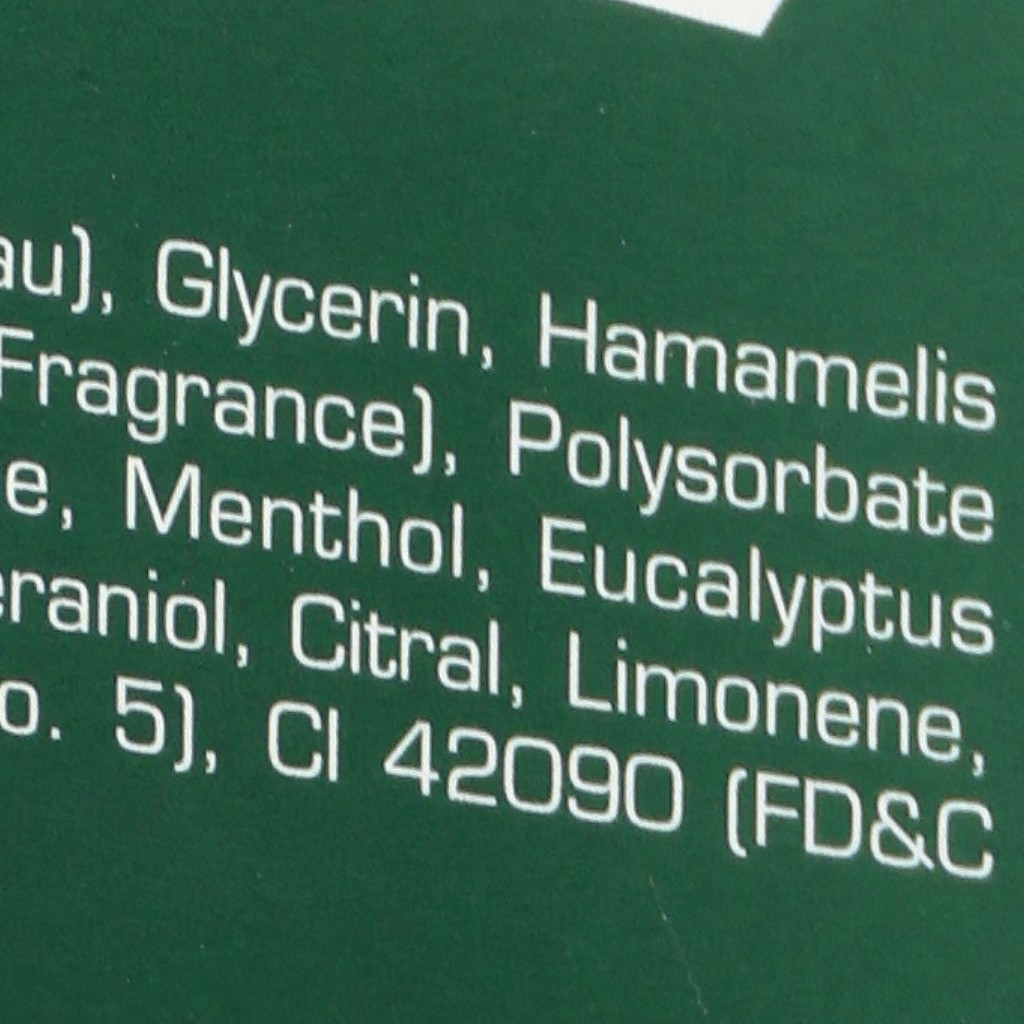 au), Glycerin, Hamamelis
Fragrance), Polysorbate
e, Menthol, Eucalyptus
eraniol, Citral, Limonene,
o. 5), CI 42090 (FD&C